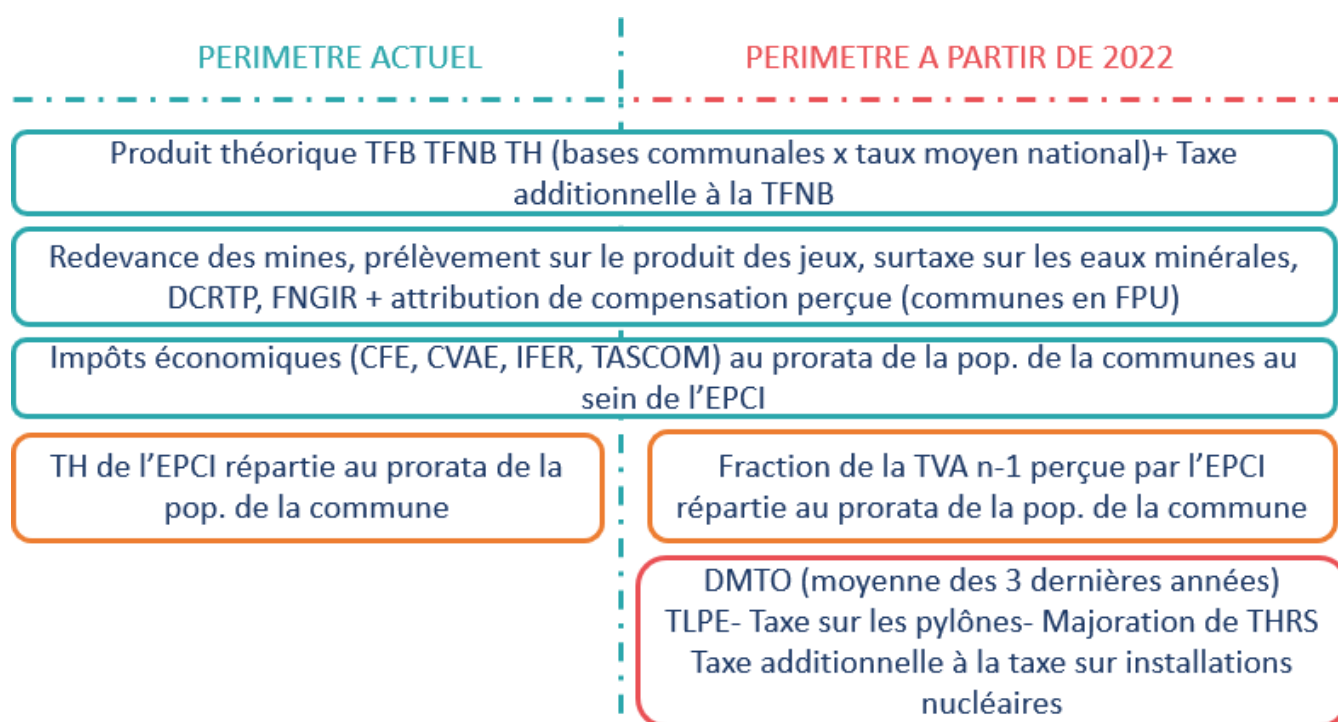 PERIMETRE ACTUEL
PERIMETRE A PARTIR DE 2022
Produit théorique TFB TFNB TH (bases communales x taux moyen national)+ Taxe
additionnelle à la TFNB
Redevance des mines, prélèvement sur le produit des jeux, surtaxe sur les eaux minérales,
DCRTP, FNGIR + attribution de compensation perçue (communes en FPU)
Impôts économiques (CFE, CVAE, IFER, TASCOM) au prorata de la pop. de la communes au
sein de l’EPCI
TH de l’EPCI répartie au prorata de la
pop. de la commune
Fraction de la TVA n-1 perçue par l’EPCI
répartie au prorata de la pop. de la commune
DMTO (moyenne des 3 dernières années)
TLPE- Taxe sur les pylônes- Majoration de THRS
Taxe additionnelle à la taxe sur installations
nucléaires